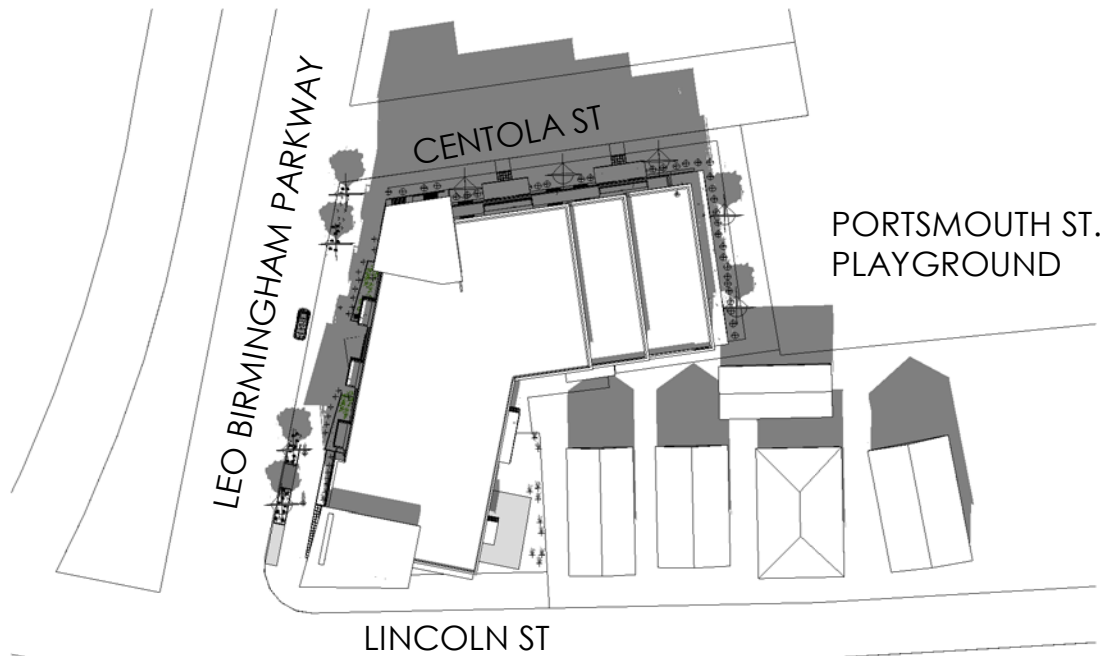 CENTOLA ST
LEO BIRMINGHAM PARKWAY
PORTSMOUTH ST.
PLAYGROUND
LINCOLN ST